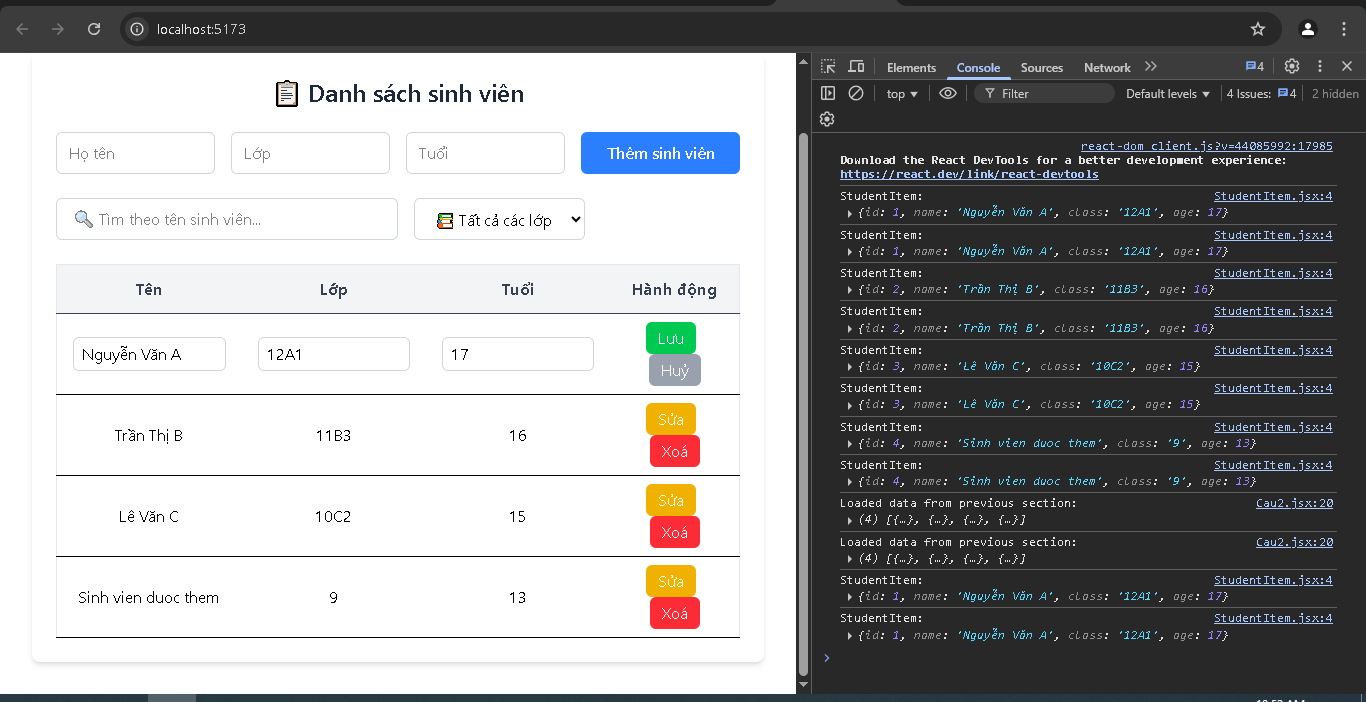 localhost:5173
📋 Danh sách sinh viên
Họ tên
Lớp
Tuổi
Thêm sinh viên
🔍 Tìm theo tên sinh viên...
📚 Tất cả các lớp
Tên Lớp Tuổi Hành động
Nguyễn Văn A 12A1 17 Lưu
Huỷ
Trần Thị B 11B3 16 Sửa
Xoá
Lê Văn C 10C2 15 Sửa
Xoá
Sinh vien duoc them 9 13 Sửa
Xoá
Elements Console Sources Network 4
top Filter Default levels 4 Issues: 4 2 hidden
react-dom_client.js?v=44085992:17985
Download the React DevTools for a better development experience:
https://react.dev/link/react-devtools
StudentItem: StudentItem.jsx:4
{id: 1, name: 'Nguyễn Văn A', class: '12A1', age: 17}
StudentItem: StudentItem.jsx:4
{id: 1, name: 'Nguyễn Văn A', class: '12A1', age: 17}
StudentItem: StudentItem.jsx:4
{id: 2, name: 'Trần Thị B', class: '11B3', age: 16}
StudentItem: StudentItem.jsx:4
{id: 2, name: 'Trần Thị B', class: '11B3', age: 16}
StudentItem: StudentItem.jsx:4
{id: 3, name: 'Lê Văn C', class: '10C2', age: 15}
StudentItem: StudentItem.jsx:4
{id: 3, name: 'Lê Văn C', class: '10C2', age: 15}
StudentItem: StudentItem.jsx:4
{id: 4, name: 'Sinh vien duoc them', class: '9', age: 13}
StudentItem: StudentItem.jsx:4
{id: 4, name: 'Sinh vien duoc them', class: '9', age: 13}
Loaded data from previous section: Cau2.jsx:20
(4) [{…}, {…}, {…}, {…}]
Loaded data from previous section: Cau2.jsx:20
(4) [{…}, {…}, {…}, {…}]
StudentItem: StudentItem.jsx:4
{id: 1, name: 'Nguyễn Văn A', class: '12A1', age: 17}
StudentItem: StudentItem.jsx:4
{id: 1, name: 'Nguyễn Văn A', class: '12A1', age: 17}